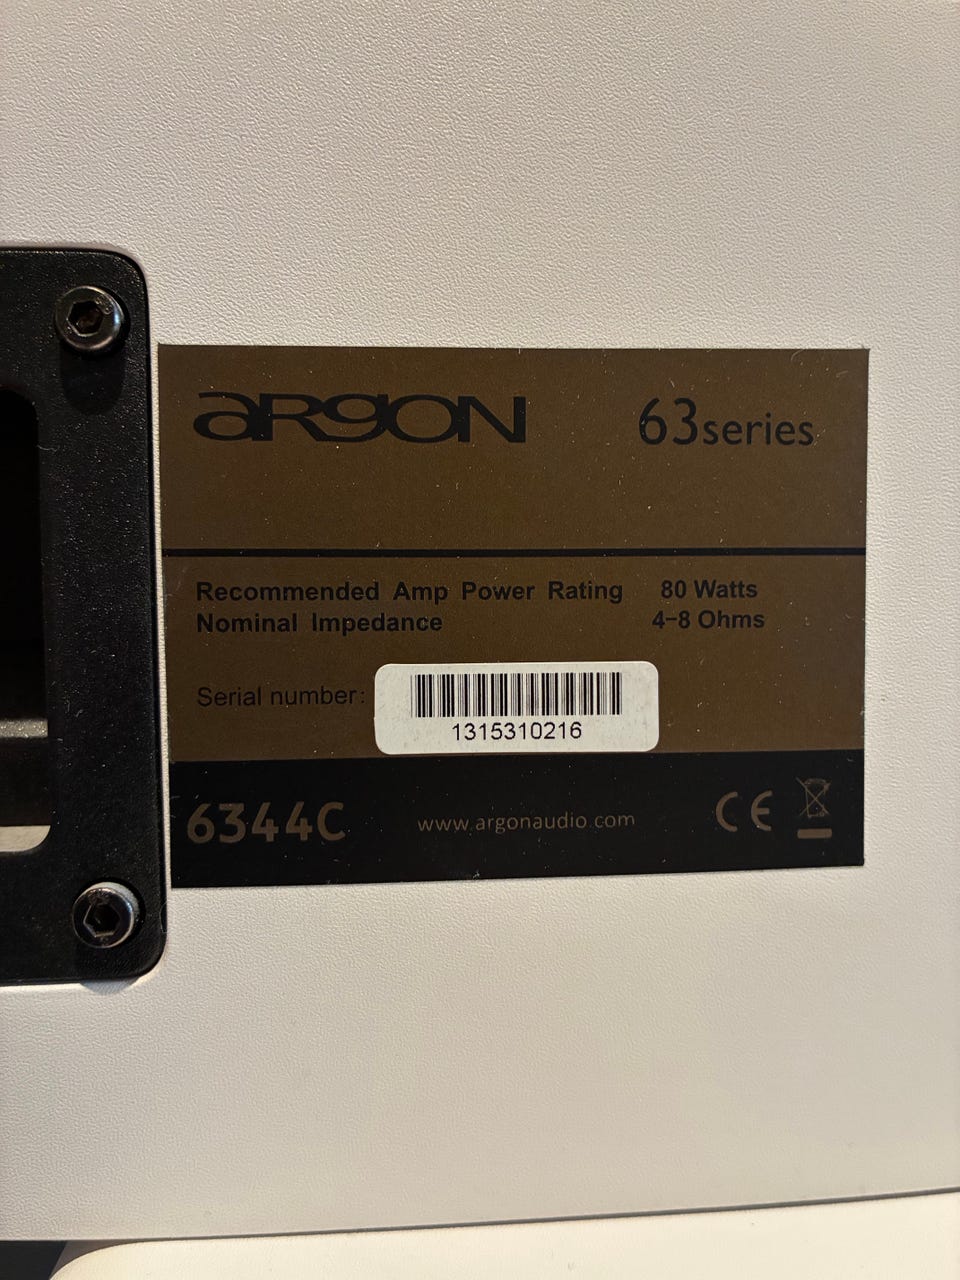 ARGON 63series
Recommended Amp Power Rating 80 Watts
Nominal Impedance 4-8 Ohms
Serial number: 1315310216
6344C www.argonaudio.com CE